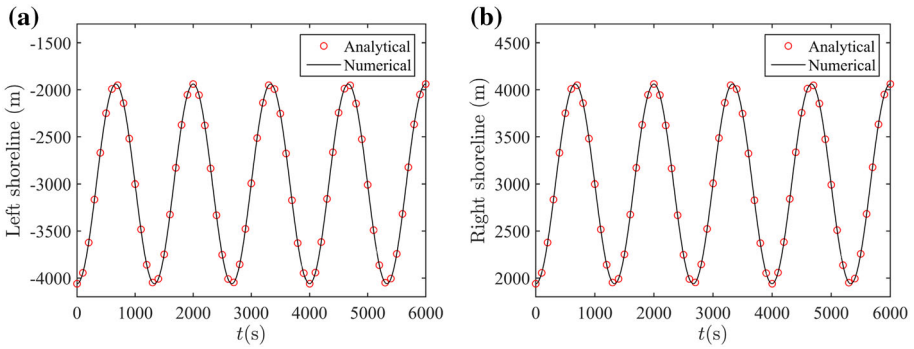 (a)
-1500
-2000
-2500
-3000
-3500
-4000
Left shoreline (m)
Analytical
Numerical
0 1000 2000 3000 4000 5000 6000
t(s)
(b)
4500
4000
3500
3000
2500
2000
Right shoreline (m)
Analytical
Numerical
0 1000 2000 3000 4000 5000 6000
t(s)